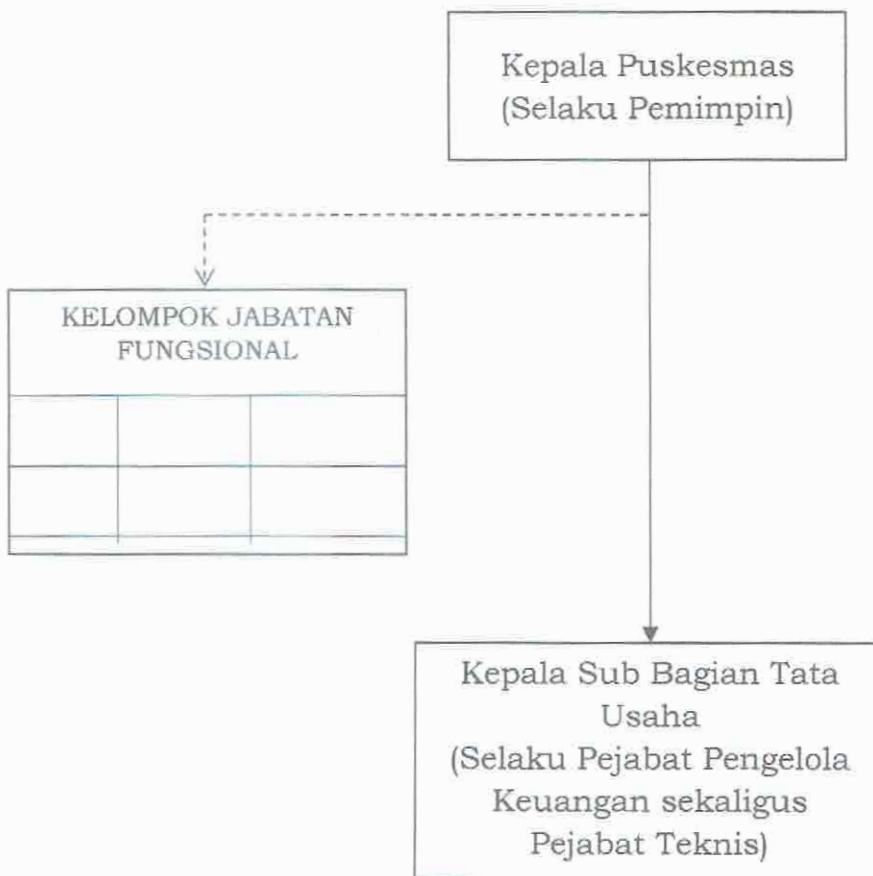 Kepala Puskesmas
(Selaku Pemimpin)
KELOMPOK JABATAN
FUNGSIONAL
Kepala Sub Bagian Tata
Usaha
(Selaku Pejabat Pengelola
Keuangan sekaligus
Pejabat Teknis)